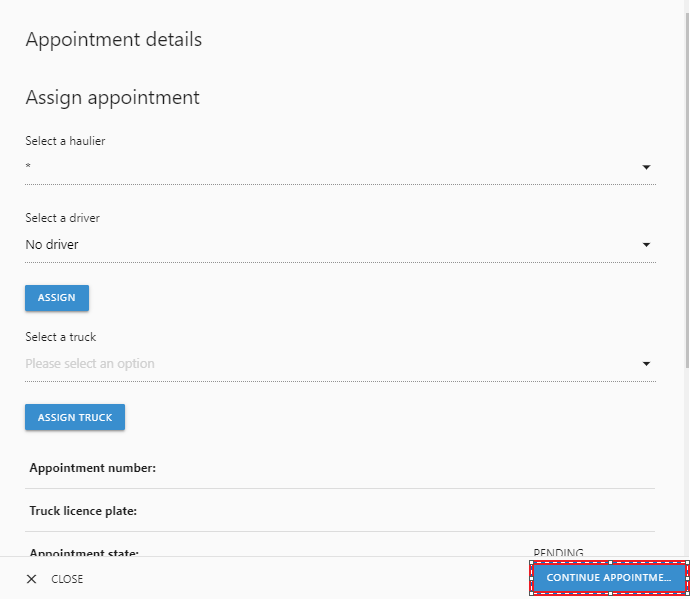 Appointment details
Assign appointment
Select a haulier
*
Select a driver
No driver
ASSIGN
Select a truck
Please select an option
ASSIGN TRUCK
Appointment number:
Truck licence plate:
Appointment state: PENDING
CLOSE
CONTINUE APPOINTME...